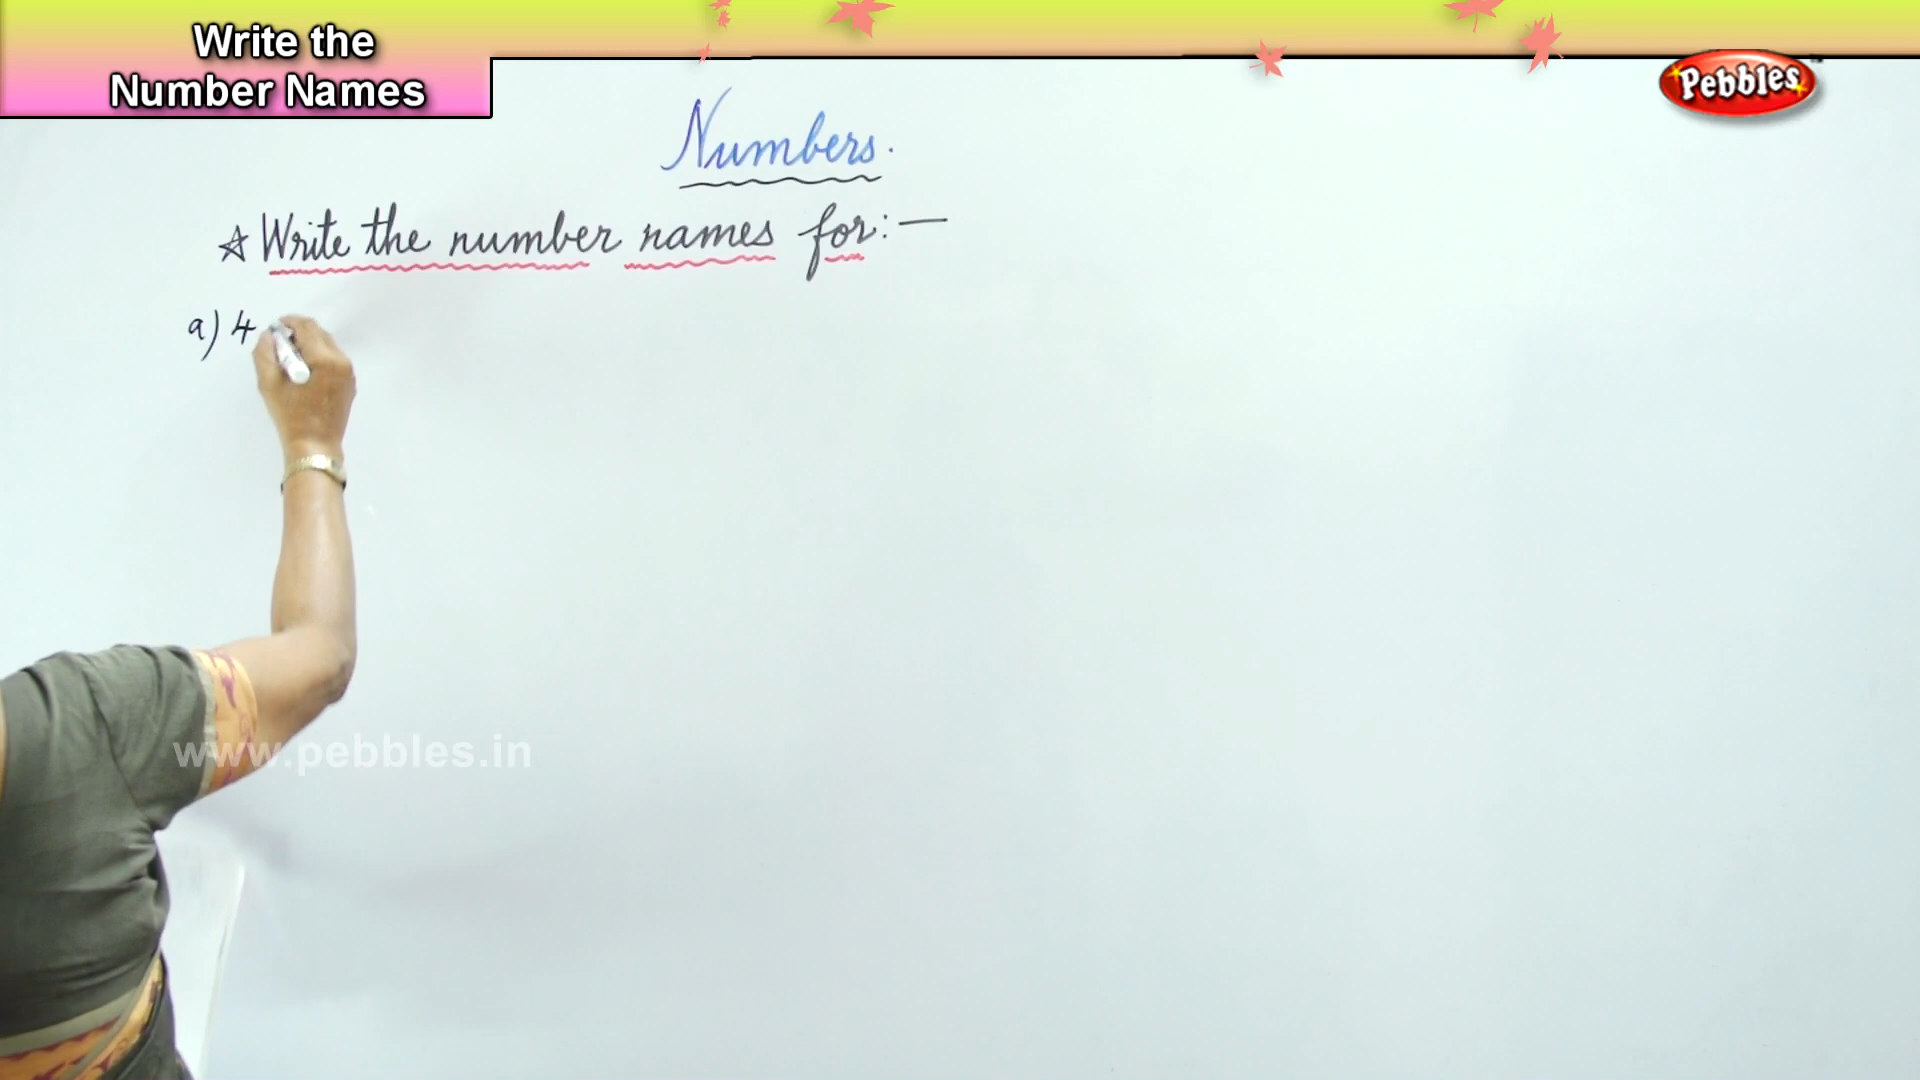 Write the
Number Names
Pebbles
Numbers.
☆ Write the number names for:—
a) 4
www.pebbles.in